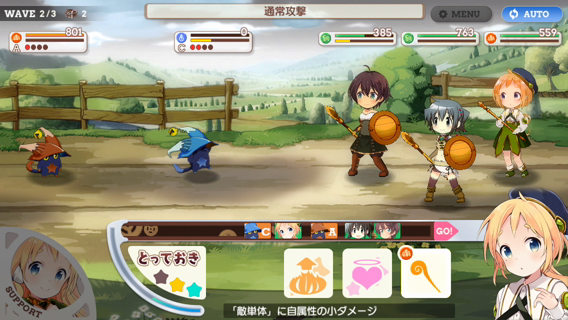 WAVE 2/3 2
通常攻撃
MENU
AUTO
801
A
0
C
385
763
559
C
A
GO!
とっておき
SUPPORT
「敵単体」に自属性の小ダメージ